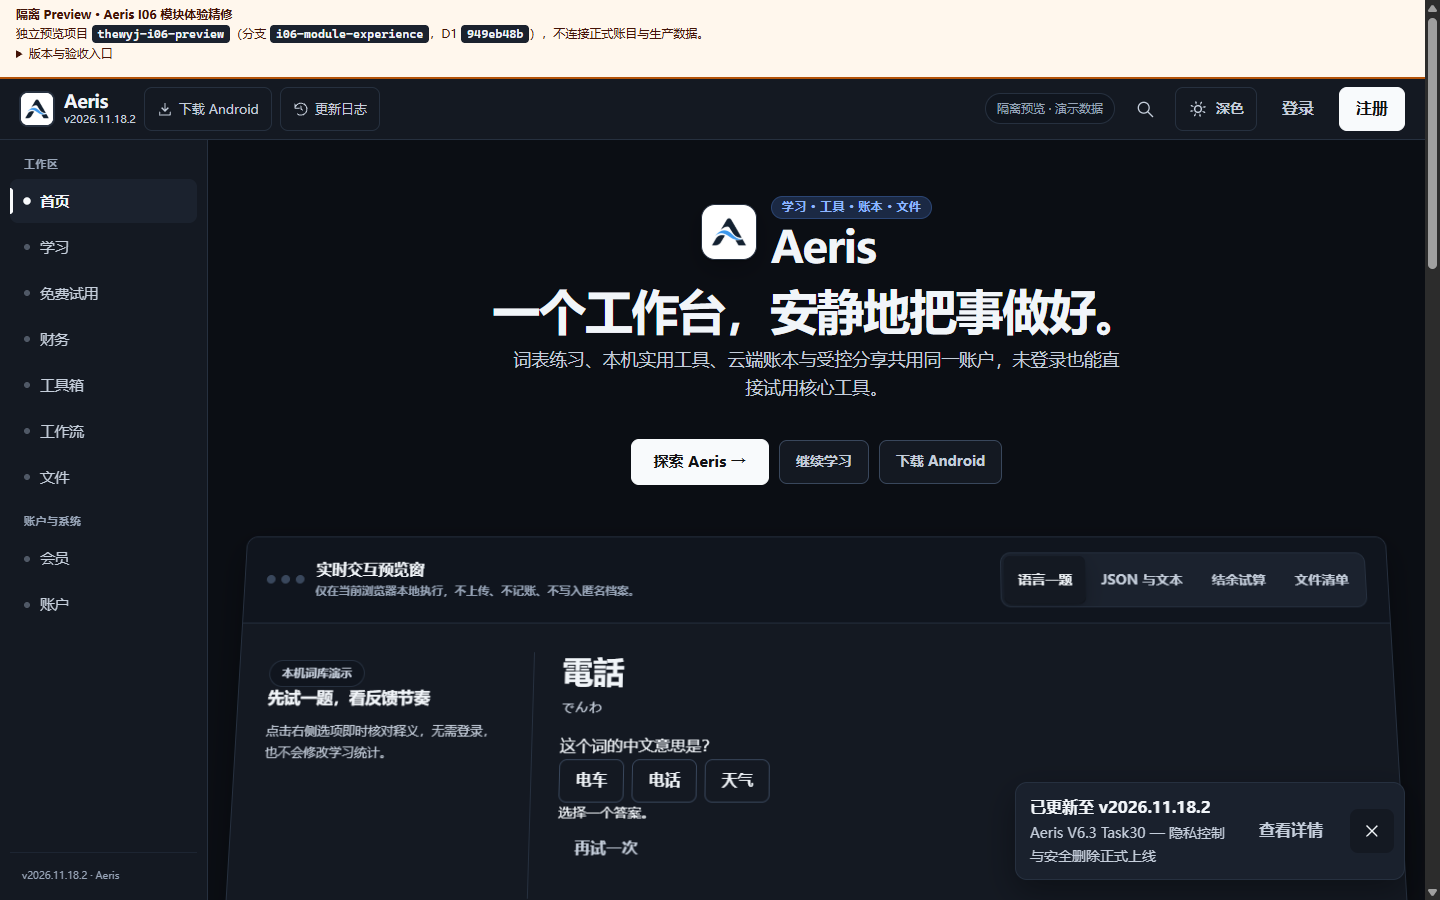 隔离 Preview • Aeris I06 模块体验精修
独立预览项目 thewyj-i06-preview （分支 i06-module-experience，D1 949eb48b），不连接正式账目与生产数据。
▶ 版本与验收入口
Aeris
v2026.11.18.2
下载 Android
更新日志
隔离预览 · 演示数据
深色
登录
注册
工作区
首页
学习
免费试用
财务
工具箱
工作流
文件
账户与系统
会员
账户
v2026.11.18.2 · Aeris
学习 • 工具 • 账本 • 文件
Aeris
一个工作台，安静地把事做好。
词表练习、本机实用工具、云端账本与受控分享共用同一账户，未登录也能直
接试用核心工具。
探索 Aeris →
继续学习
下载 Android
实时交互预览窗
仅在当前浏览器本地执行，不上传、不记账、不写入匿名档案。
语言一题
JSON 与文本
结余试算
文件清单
本机词库演示
先试一题，看反馈节奏
点击右侧选项即时核对释义，无需登录，
也不会修改学习统计。
電話
でんわ
这个词的中文意思是？
电车
电话
天气
选择一个答案。
再试一次
已更新至 v2026.11.18.2
Aeris V6.3 Task30 — 隐私控制
与安全删除正式上线
查看详情